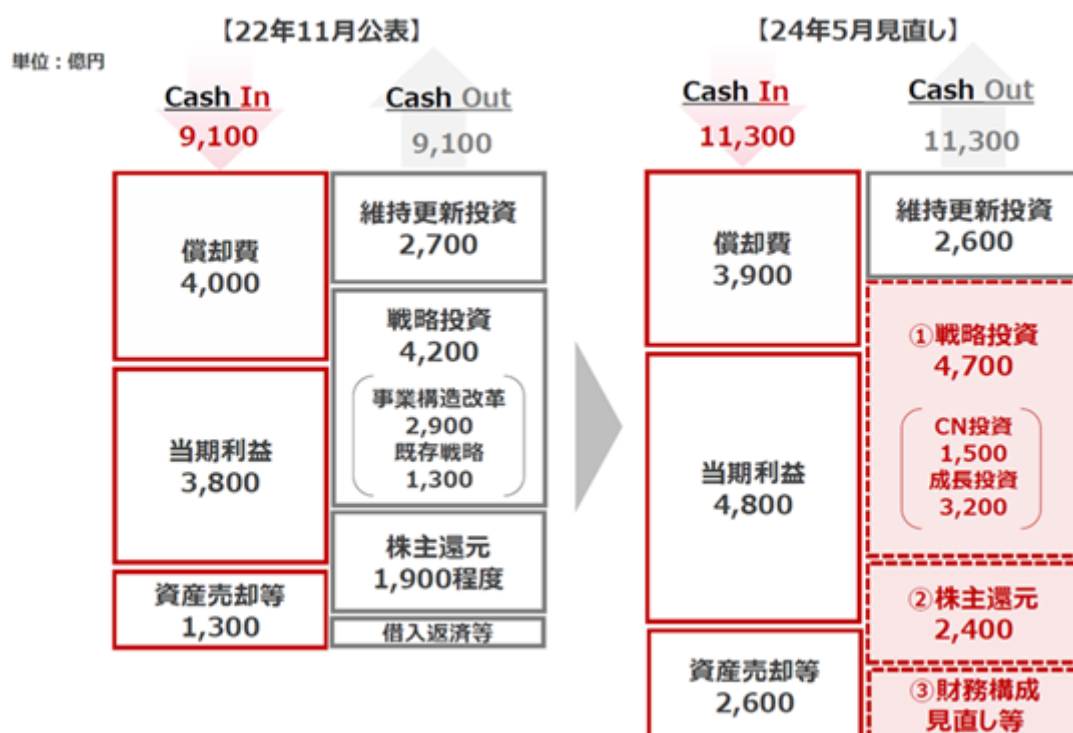 【22年11月公表】
単位：億円
Cash In
9,100
Cash Out
9,100
償却費
4,000
当期利益
3,800
資産売却等
1,300
維持更新投資
2,700
戦略投資
4,200
事業構造改革
2,900
既存戦略
1,300
株主還元
1,900程度
借入返済等
【24年5月見直し】
Cash In
11,300
Cash Out
11,300
償却費
3,900
当期利益
4,800
資産売却等
2,600
維持更新投資
2,600
①戦略投資
4,700
CN投資
1,500
成長投資
3,200
②株主還元
2,400
③財務構成
見直し等